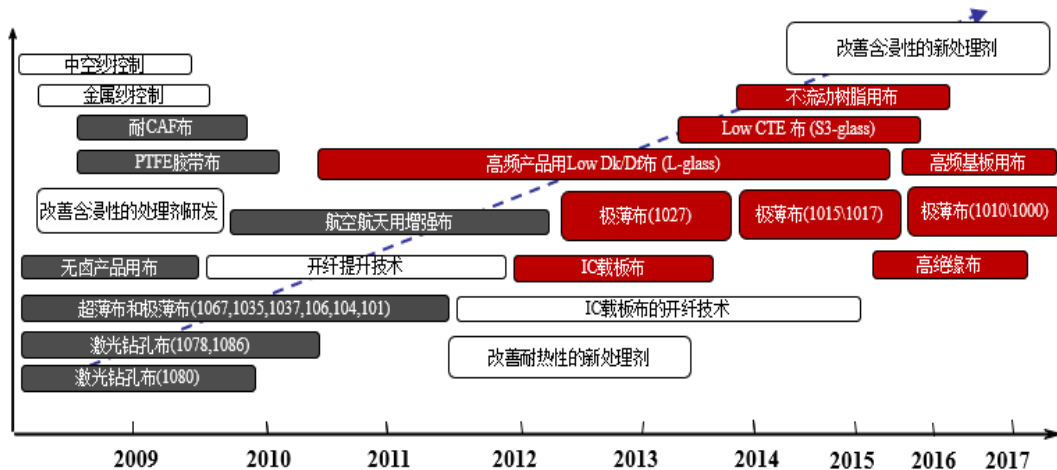 改善含浸性的新处理剂
中空纱控制
金属纱控制
不流动树脂用布
耐CAF布
Low CTE 布 (S3-glass)
PTFE胶带布
高频产品用Low Dk/Df布 (L-glass)
高频基板用布
改善含浸性的处理剂研发
航空航天用增强布
极薄布(1027)
极薄布(1015\1017)
极薄布(1010\1000)
无卤产品用布
开纤提升技术
IC载板布
高绝缘布
超薄布和极薄布(1067,1035,1037,106,104,101)
IC载板布的开纤技术
激光钻孔布(1078,1086)
改善耐热性的新处理剂
激光钻孔布(1080)
2009 2010 2011 2012 2013 2014 2015 2016 2017